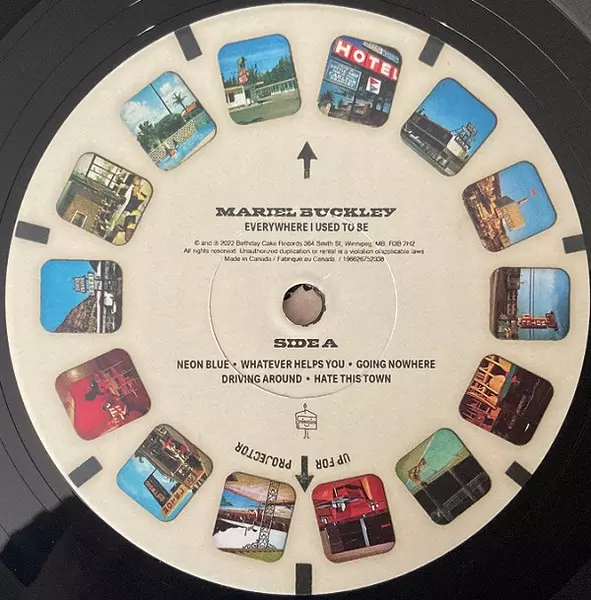 HOTEL
MARIEL BUCKLEY
EVERYWHERE I USED TO BE
© and ℗ 2022 Birthday Cake Records 364 Smith St, Winnipeg, MB, R3B 2H2
All rights reserved. Unauthorized duplication or rental is a violation of applicable laws
Made in Canada / Fabriqué au Canada. / 196626752338
SIDE A
NEON BLUE • WHATEVER HELPS YOU • GOING NOWHERE
DRIVING AROUND • HATE THIS TOWN
UP FOR PROJECTOR